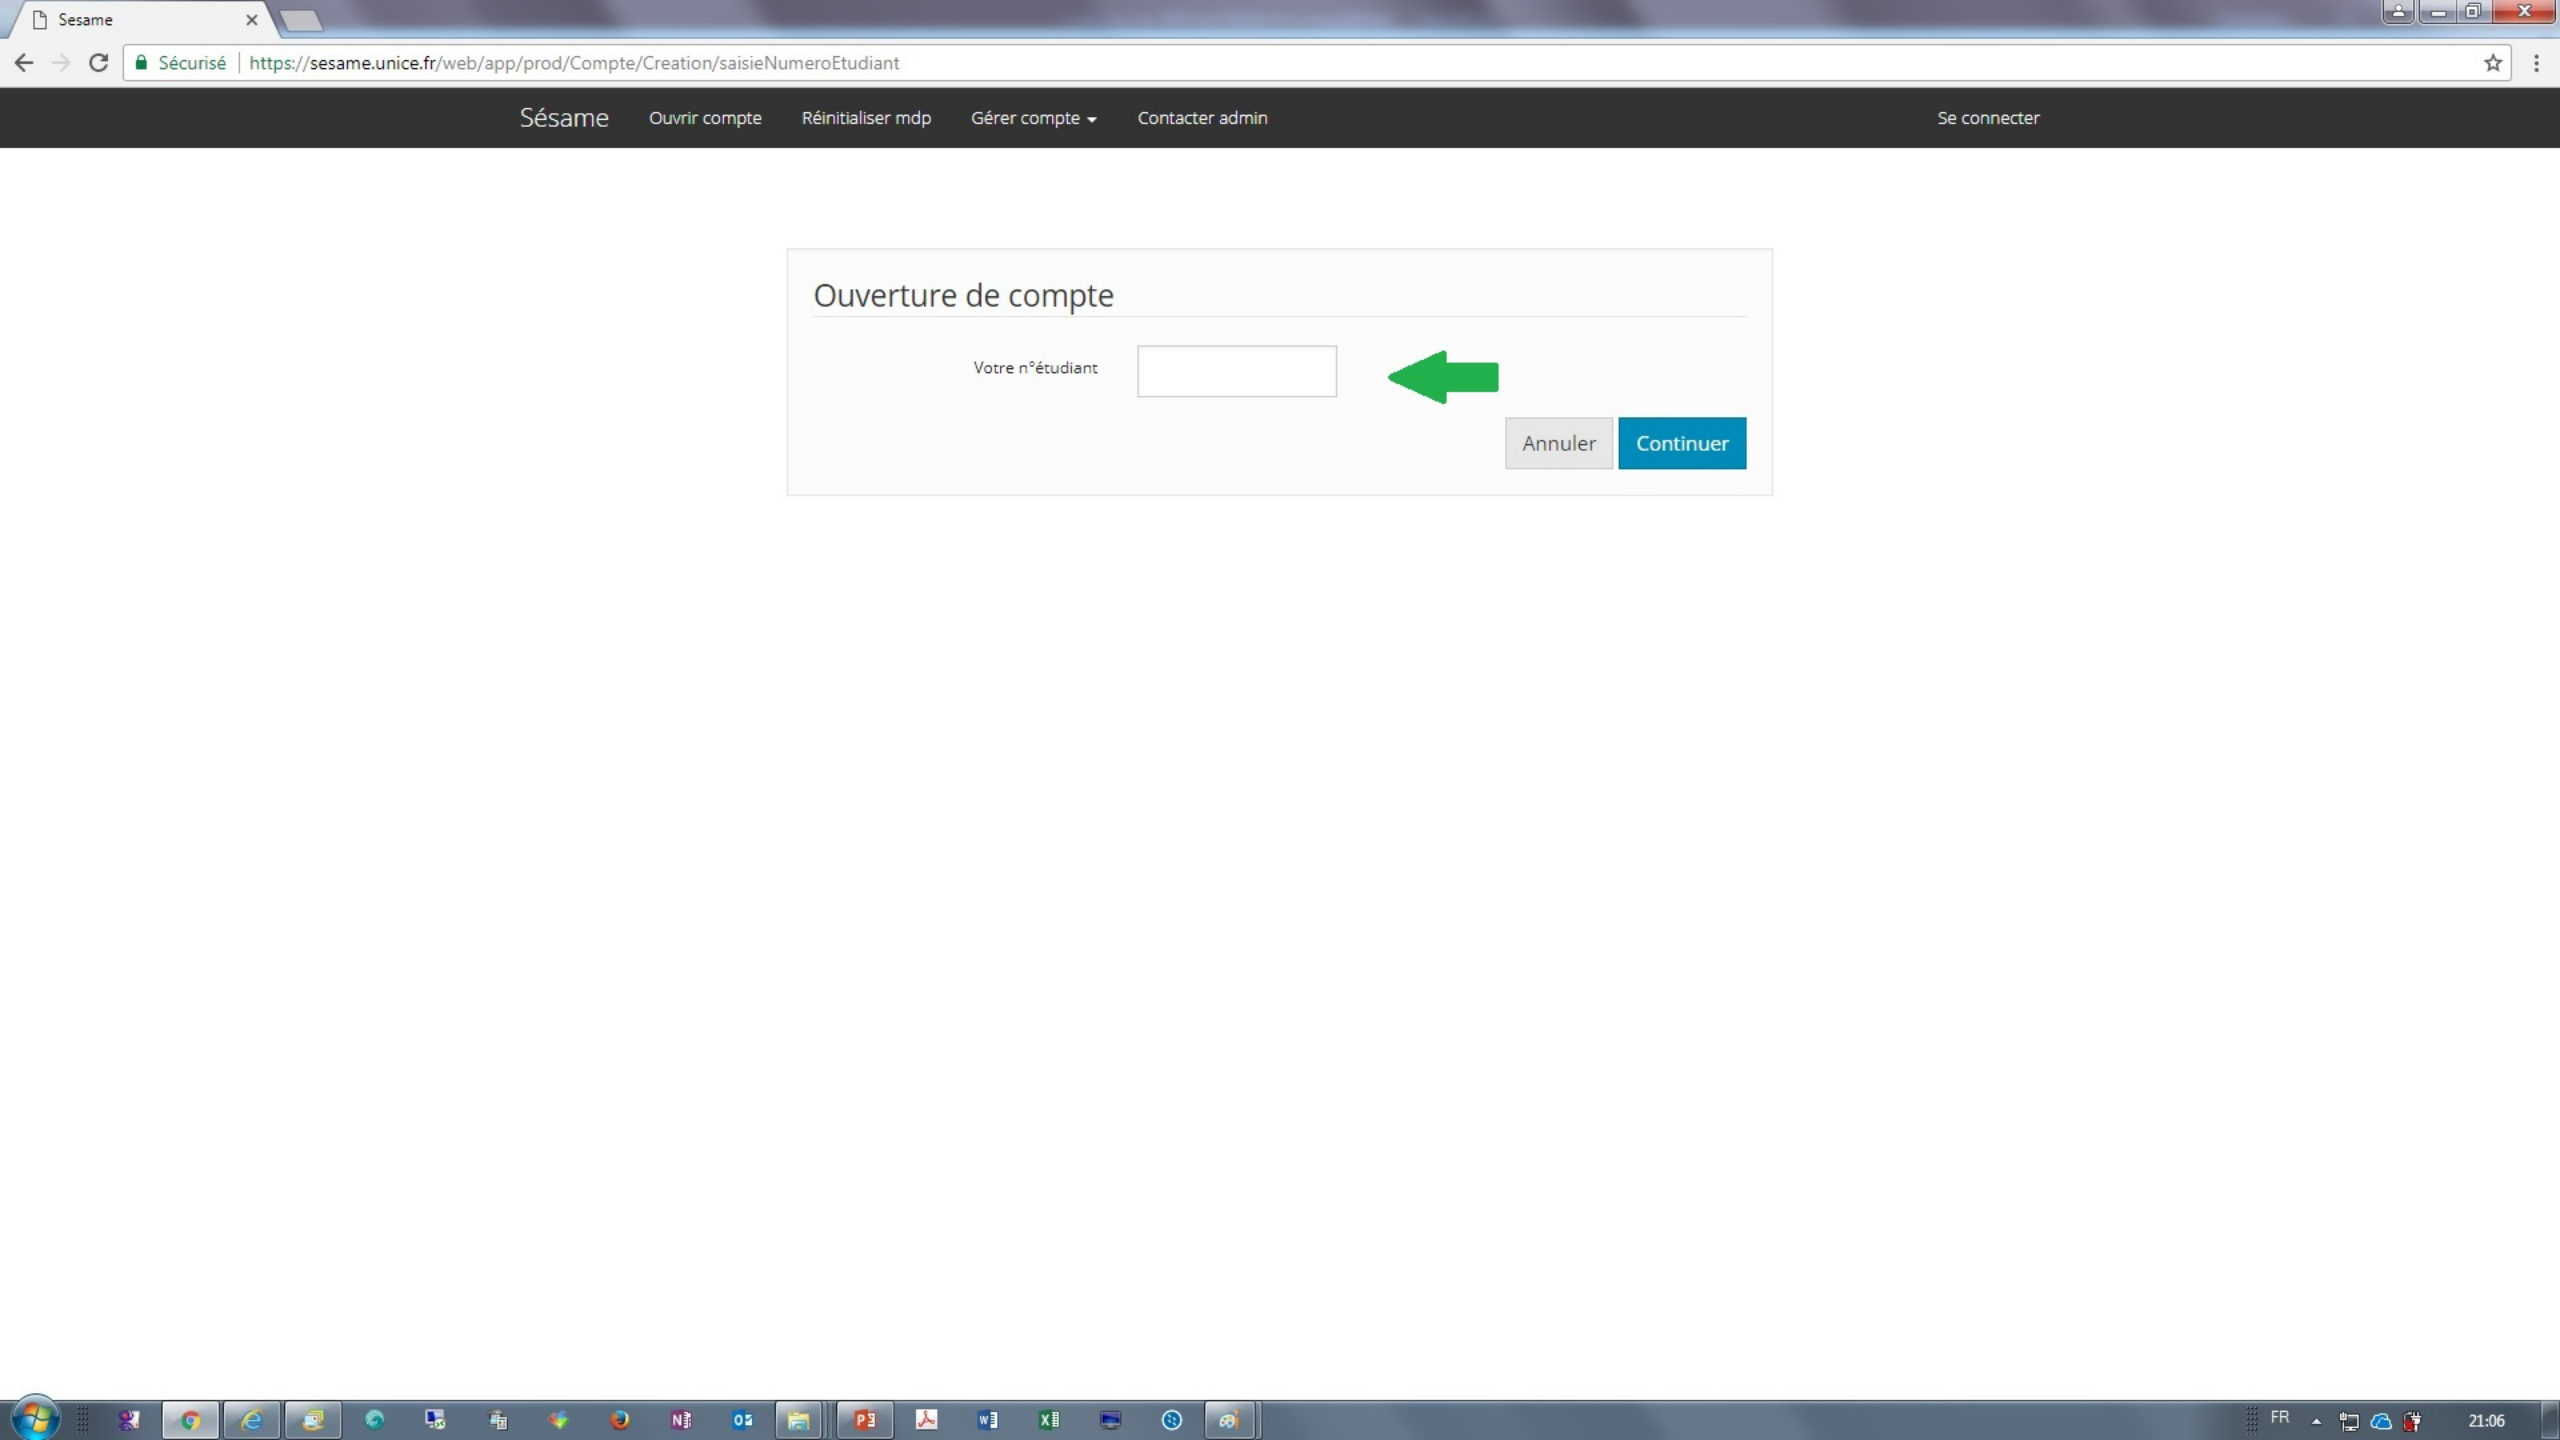 Sesame
Sécurisé https://sesame.unice.fr/web/app/prod/Compte/Creation/saisieNumeroEtudiant
Sésame Ouvrir compte Réinitialiser mdp Gérer compte Contacter admin Se connecter
Ouverture de compte
Votre n°étudiant
Annuler Continuer
FR 21:06